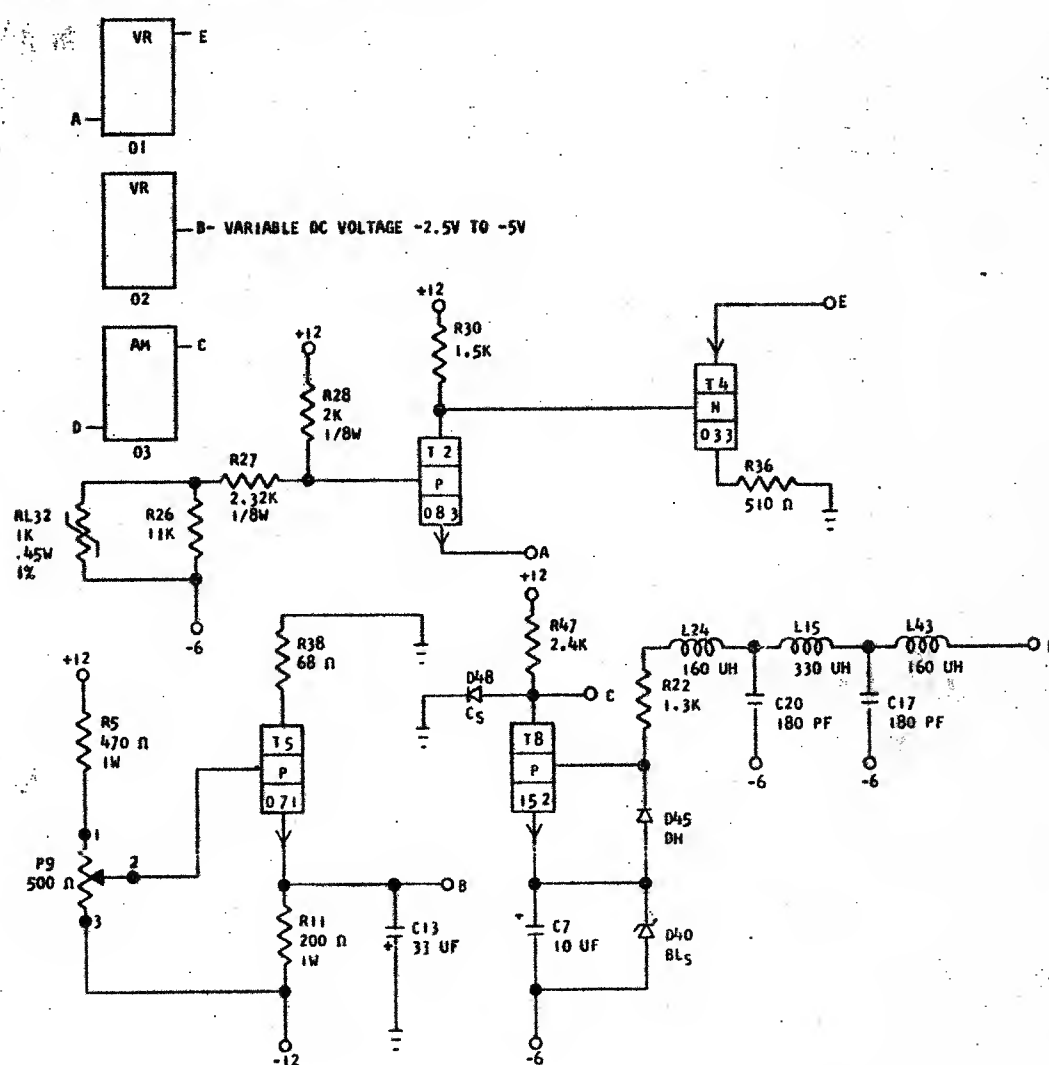 VR
E
A
01
VR
B- VARIABLE DC VOLTAGE -2.5V TO -5V
02
AM
C
D
03
+12
R30
1.5K
E
+12
R28
2K
1/8W
T4
N
033
R36
510 Ω
R27
2.32K
1/8W
T2
P
083
A
RL32
1K
.45W
1%
R26
11K
-6
+12
R47
2.4K
R38
68 Ω
D48
CS
C
L24
160 UH
L15
330 UH
L43
160 UH
R22
1.3K
C20
180 PF
-6
C17
180 PF
-6
+12
R5
470 Ω
1W
T5
P
071
T8
P
152
D45
DH
1
P9
500 Ω
2
3
B
R11
200 Ω
1W
C13
33 UF
+
+
C7
10 UF
D40
BLS
-12
-6